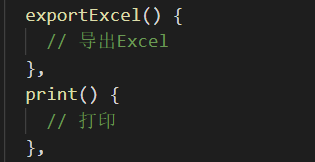 exportExcel() {
// 导出Excel
},
print() {
// 打印
},